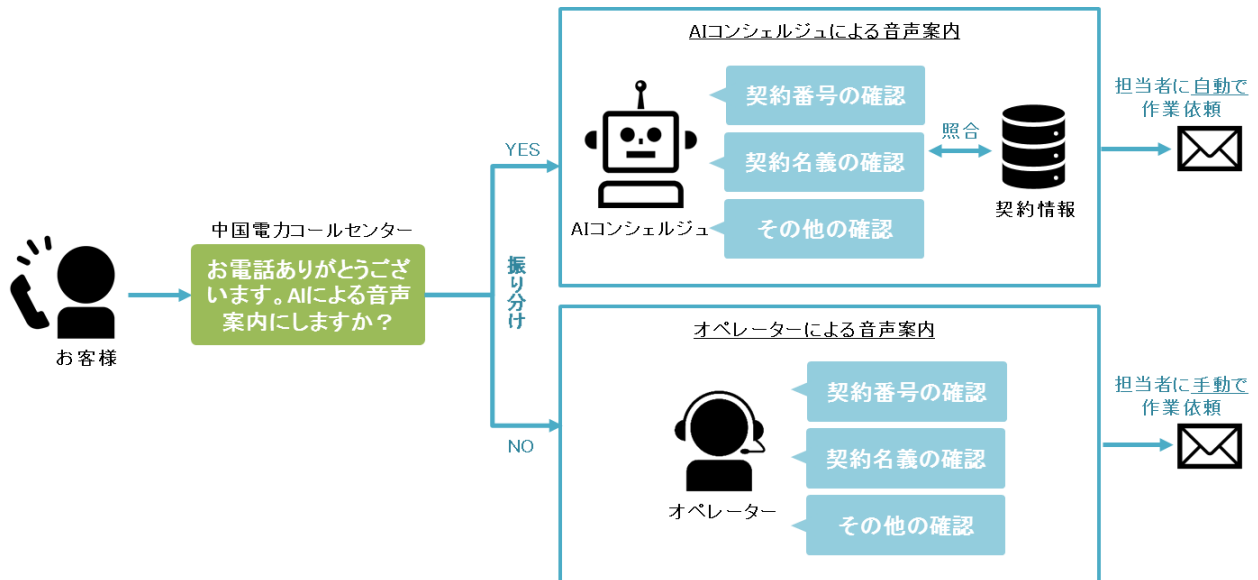 お客様
中国電力コールセンター
お電話ありがとうござ
います。AIによる音声
案内にしますか？
振り分け
YES
NO
AIコンシェルジュによる音声案内
AIコンシェルジュ
契約番号の確認
契約名義の確認
その他の確認
照合
契約情報
担当者に自動で
作業依頼
オペレーターによる音声案内
オペレーター
契約番号の確認
契約名義の確認
その他の確認
担当者に手動で
作業依頼